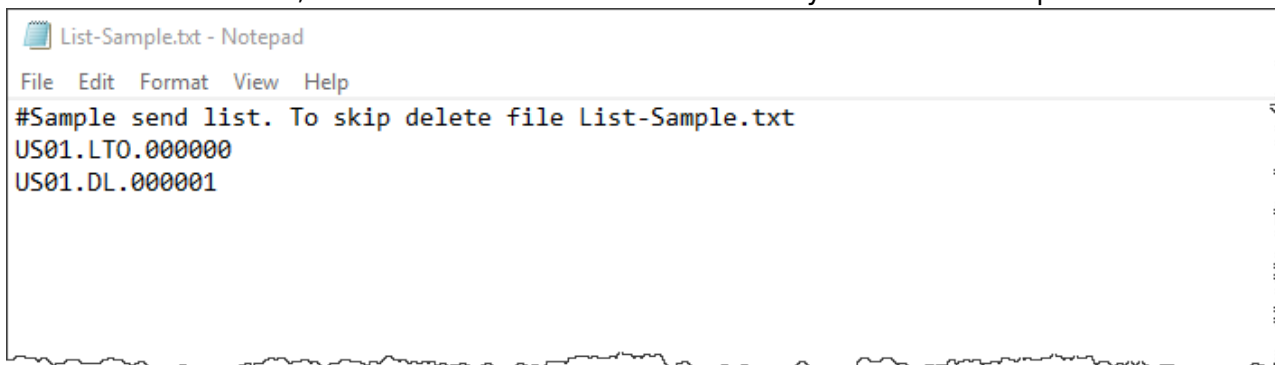 List-Sample.txt - Notepad
File Edit Format View Help
#Sample send list. To skip delete file List-Sample.txt
US01.LTO.000000
US01.DL.000001